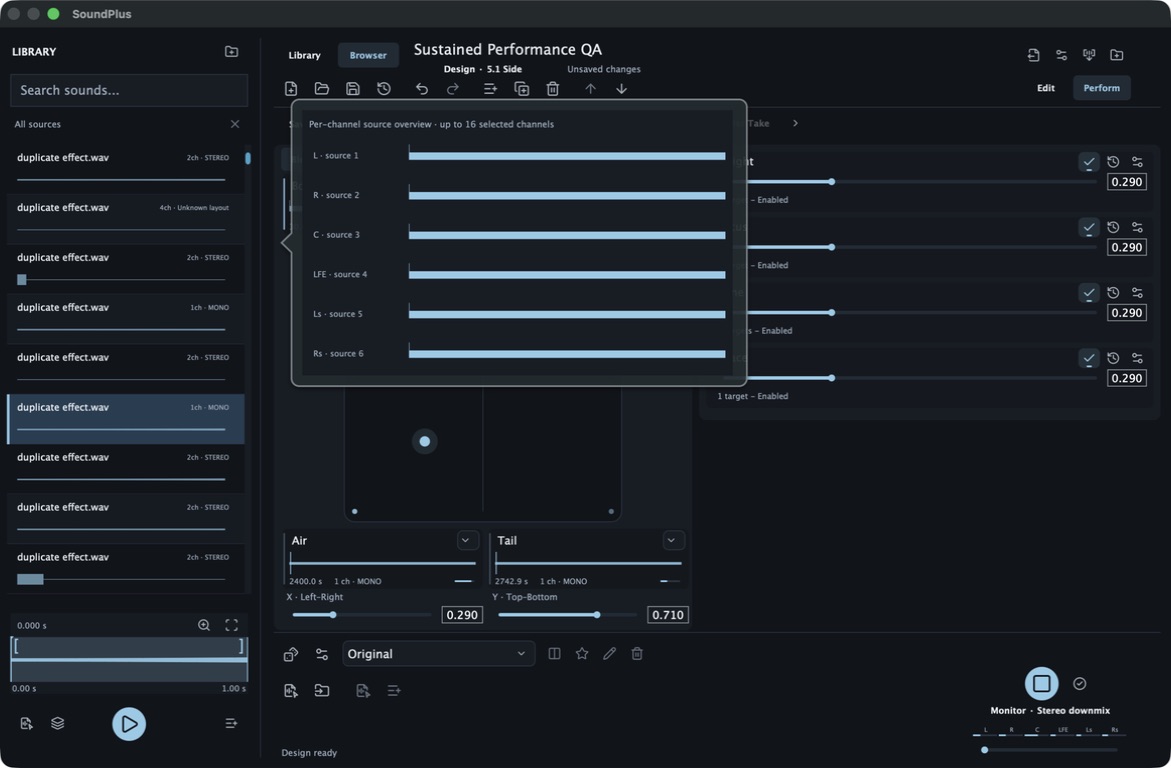 SoundPlus
LIBRARY
Search sounds...
All sources
duplicate effect.wav
2ch · STEREO
duplicate effect.wav
4ch · Unknown layout
duplicate effect.wav
2ch · STEREO
duplicate effect.wav
1ch · MONO
duplicate effect.wav
2ch · STEREO
duplicate effect.wav
1ch · MONO
duplicate effect.wav
2ch · STEREO
duplicate effect.wav
2ch · STEREO
duplicate effect.wav
2ch · STEREO
0.000 s
[ ]
0.00 s
1.00 s
Library
Browser
Sustained Performance QA
Design · 5.1 Side
Unsaved changes
Edit
Perform
Per-channel source overview · up to 16 selected channels
L · source 1
R · source 2
C · source 3
LFE · source 4
Ls · source 5
Rs · source 6
Take
0.290
– Enabled
0.290
– Enabled
0.290
– Enabled
0.290
1 target – Enabled
Air
2400.0 s 1 ch · MONO
X · Left-Right
0.290
Tail
2742.9 s 1 ch · MONO
Y · Top-Bottom
0.710
Original
Monitor · Stereo downmix
L R C LFE Ls Rs
Design ready